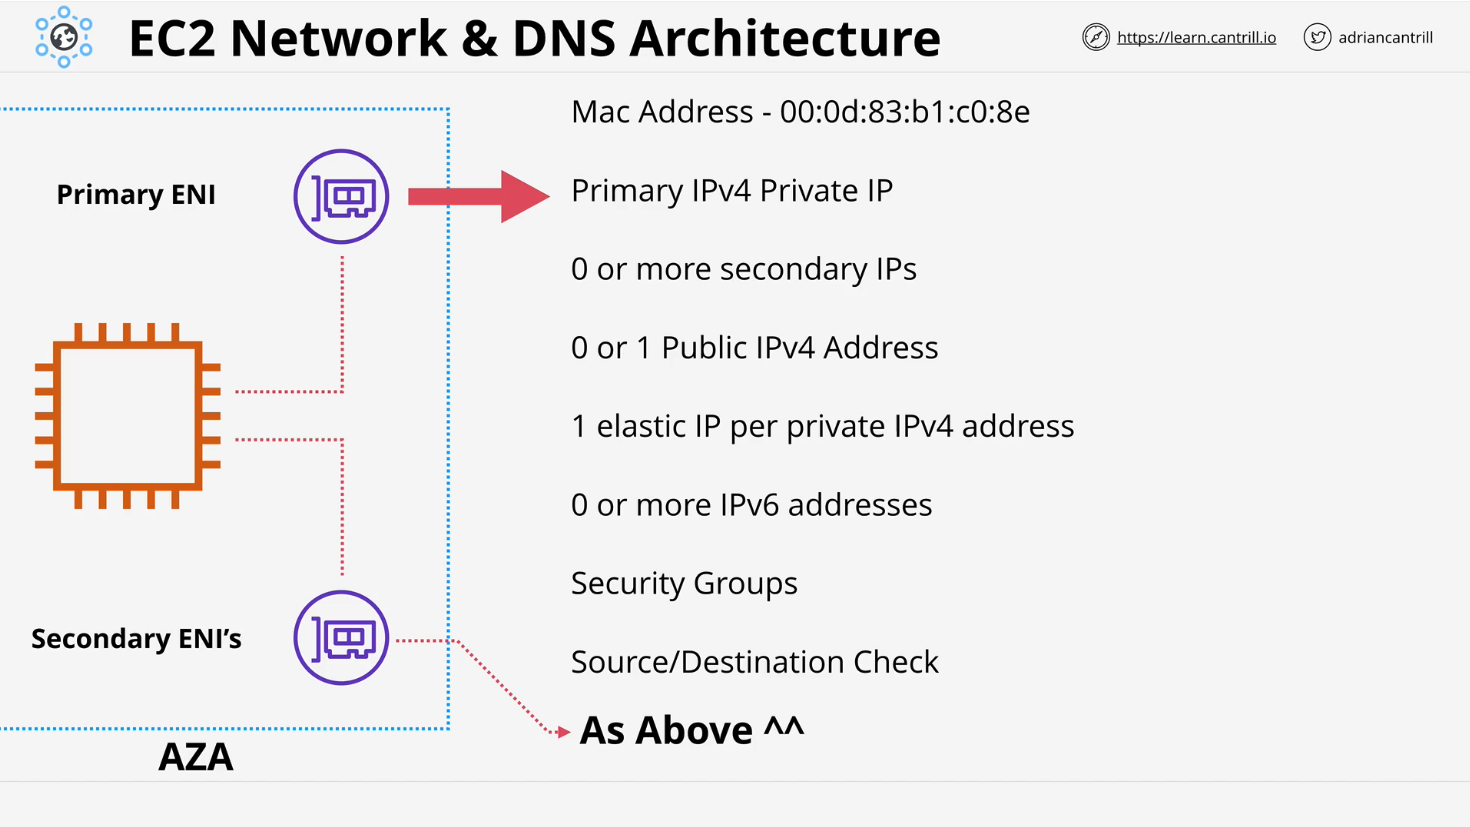 EC2 Network & DNS Architecture
https://learn.cantrill.io
adriancantrill
Mac Address - 00:0d:83:b1:c0:8e
Primary ENI
Primary IPv4 Private IP
0 or more secondary IPs
0 or 1 Public IPv4 Address
1 elastic IP per private IPv4 address
0 or more IPv6 addresses
Security Groups
Secondary ENI’s
Source/Destination Check
As Above ^^
AZA